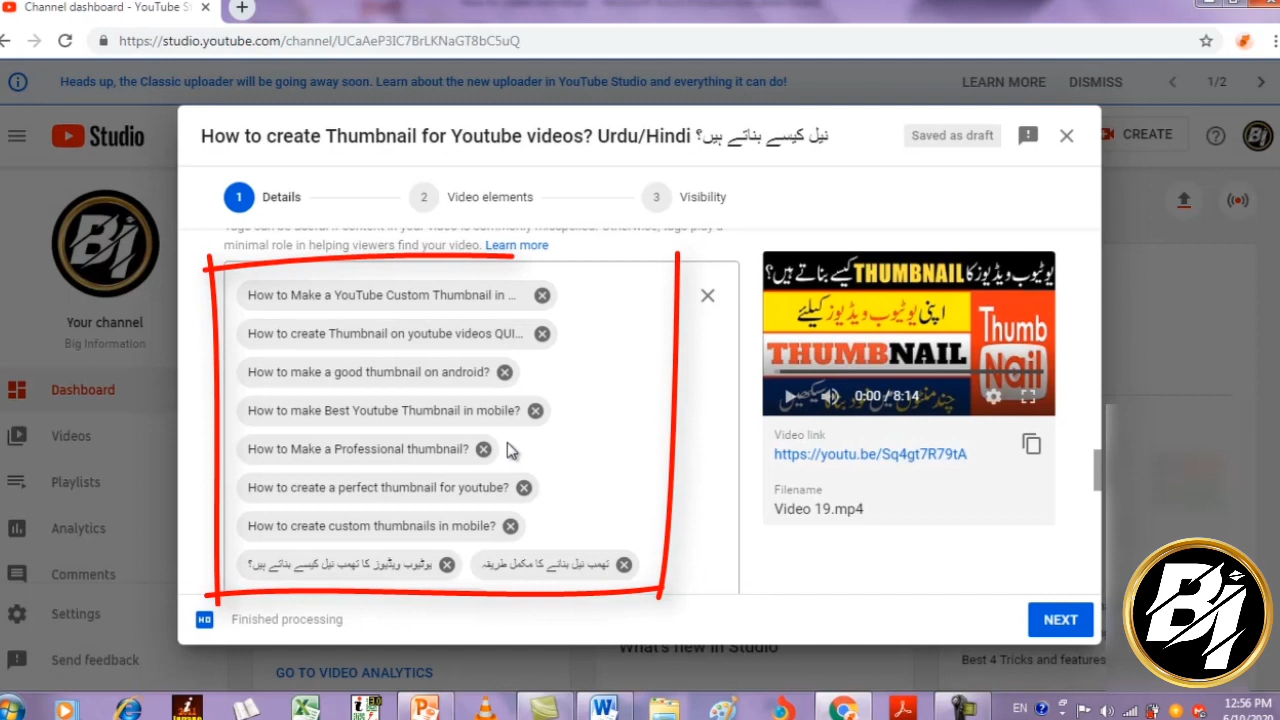 Channel dashboard - YouTube S
https://studio.youtube.com/channel/UCAaAeP3IC7BrLKNaGT8bC5uQ
Heads up, the Classic uploader will be going away soon. Learn about the new uploader in YouTube Studio and everything it can do!
LEARN MORE
DISMISS
1/2
Studio
CREATE
How to create Thumbnail for Youtube videos? Urdu/Hindi نیل کیسے بناتے ہیں؟
Saved as draft
1 Details
2 Video elements
3 Visibility
minimal role in helping viewers find your video. Learn more
How to Make a YouTube Custom Thumbnail in ...
How to create Thumbnail on youtube videos QUI...
How to make a good thumbnail on android?
How to make Best Youtube Thumbnail in mobile?
How to Make a Professional thumbnail?
How to create a perfect thumbnail for youtube?
How to create custom thumbnails in mobile?
یوٹیوب ویڈیوز کا تھمب نیل کیسے بناتے ہیں؟
تھمب نیل بنانے کا مکمل طریقہ
یوٹیوب ویڈیوز کا THUMBNAIL کیسے بناتے ہیں؟
اپنی یوٹیوب ویڈیوز کیلئے
THUMBNAIL
Thumb
Nail
چند منٹوں میں خود بنانا سیکھیں
0:00 / 8:14
Video link
https://youtu.be/Sq4gt7R79tA
Filename
Video 19.mp4
HD Finished processing
NEXT
Your channel
Big Information
Dashboard
Videos
Playlists
Analytics
Comments
Settings
Send feedback
GO TO VIDEO ANALYTICS
What's new in Studio
Best 4 Tricks and features
Bi
EN
12:56 PM
6/10/2020